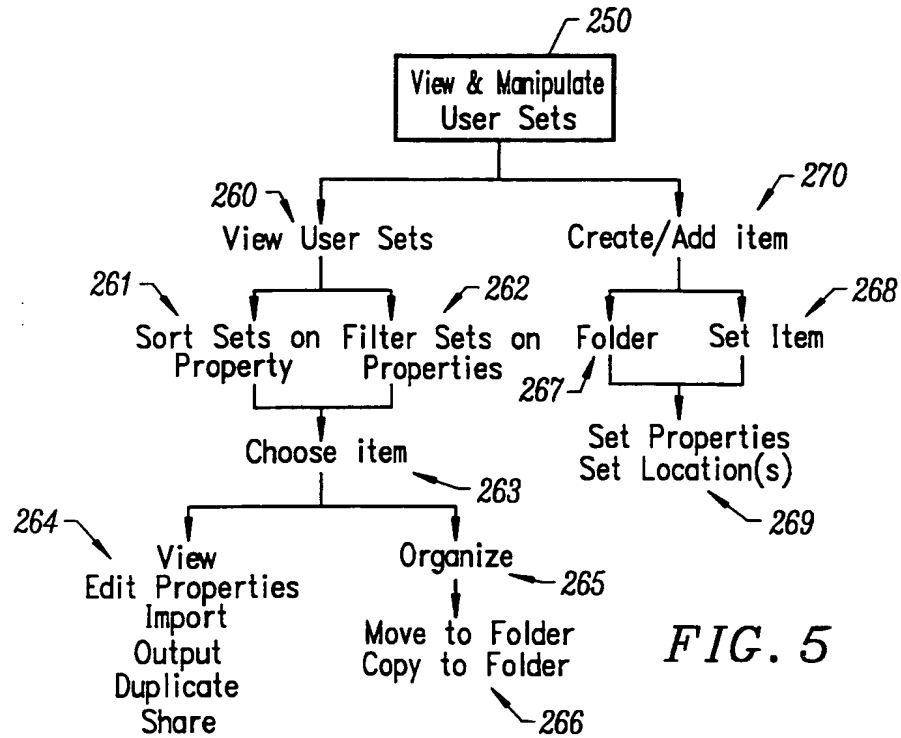 250
View & Manipulate
User Sets
260
270
View User Sets
Create/Add item
261
262
268
Sort Sets on
Property
Filter Sets on
Properties
Folder
Set Item
267
Choose item
263
Set Properties
Set Location(s)
269
264
View
Edit Properties
Import
Output
Duplicate
Share
Organize
265
Move to Folder
Copy to Folder
266
FIG. 5